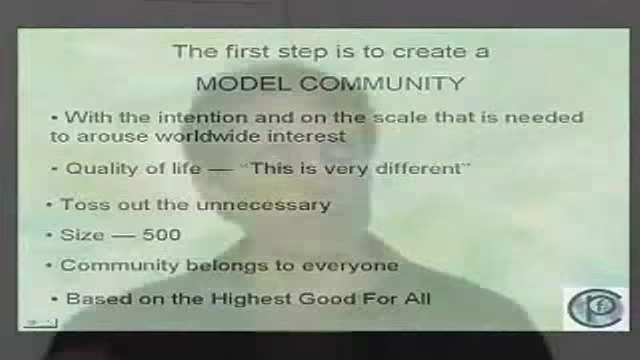 The first step is to create a
MODEL COMMUNITY
• With the intention and on the scale that is needed
to arouse worldwide interest
• Quality of life — "This is very different"
• Toss out the unnecessary
• Size — 500
• Community belongs to everyone
• Based on the Highest Good For All